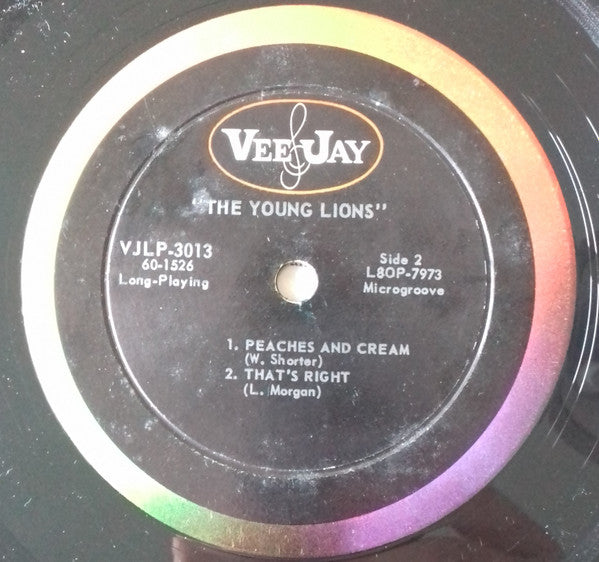 VEE JAY
"THE YOUNG LIONS"
VJLP-3013
60-1526
Long-Playing
Side 2
L8OP-7973
Microgroove
1. PEACHES AND CREAM
(W. Shorter)
2. THAT'S RIGHT
(L. Morgan)